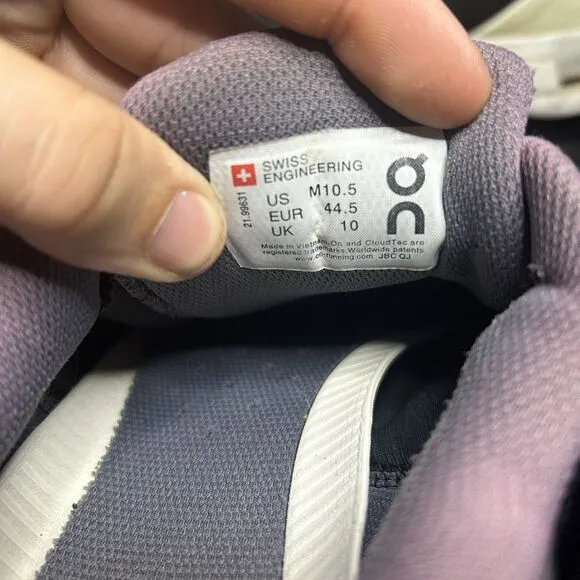 SWISS
ENGINEERING
US M10.5
EUR 44.5
UK 10
Made in Vietnam.On and CloudTec are
registered trademarks.Worldwide patents
www.on-running.com JBC QJ
21.99631
On